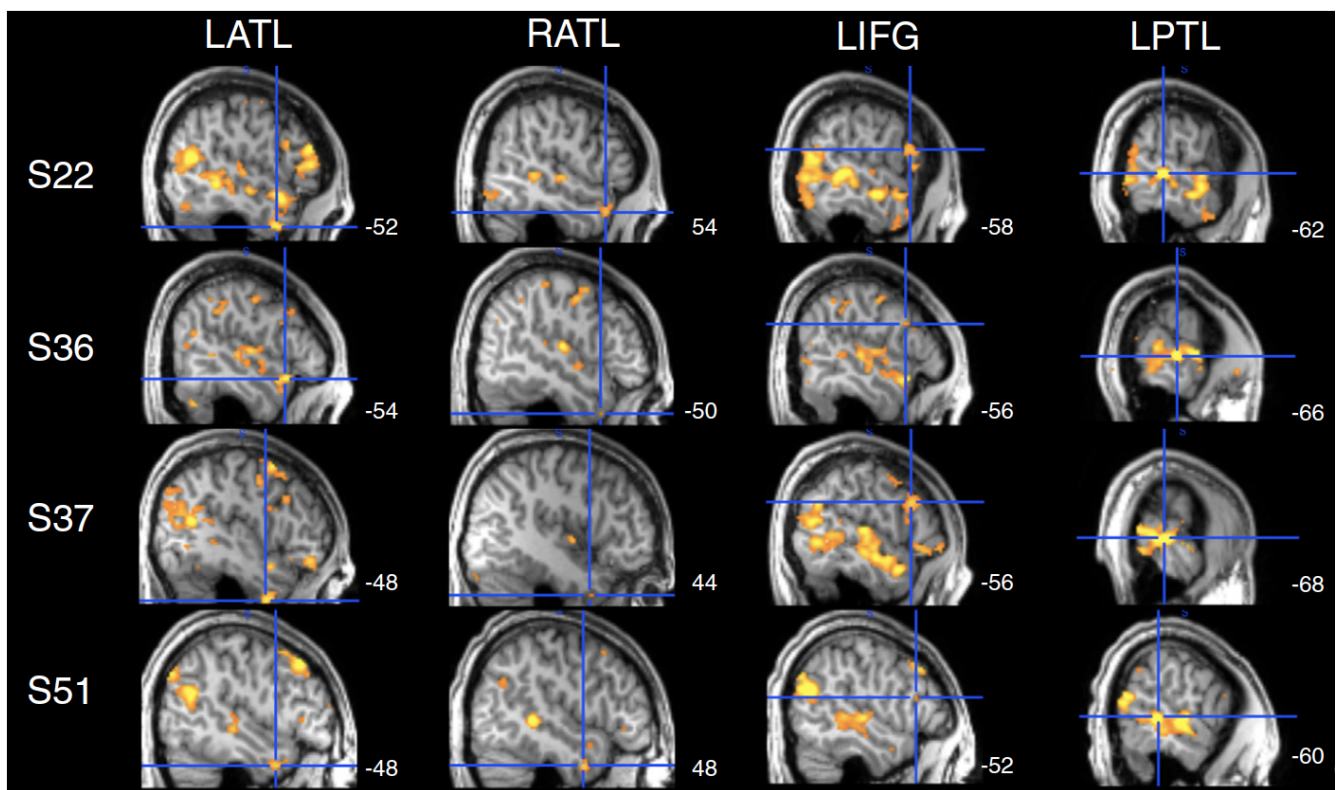 LATL RATL LIFG LPTL
S S S S
S22 -52 54 -58 -62
S S S S
S36 -54 -50 -56 -66
S S S S
S37 -48 44 -56 -68
S S S S
S51 -48 48 -52 -60